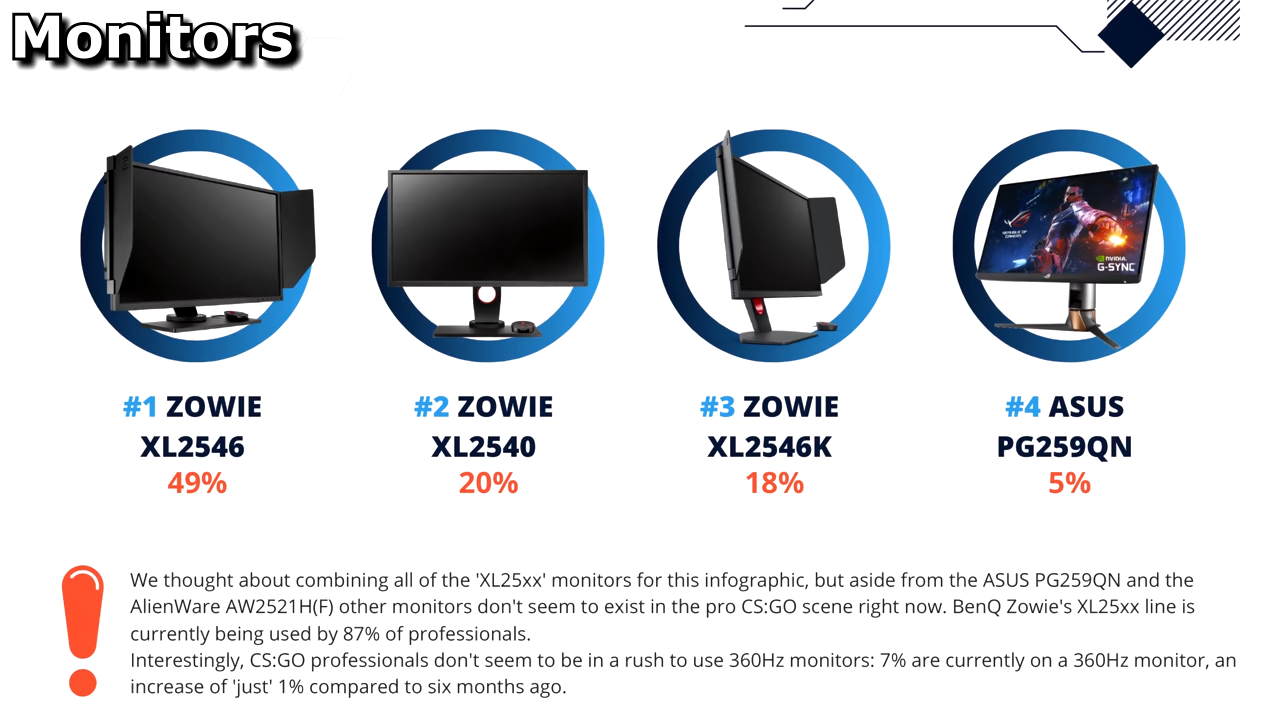 Monitors
REPUBLIC OF
GAMERS
NVIDIA.
G-SYNC
#1 ZOWIE
XL2546
49%
#2 ZOWIE
XL2540
20%
#3 ZOWIE
XL2546K
18%
#4 ASUS
PG259QN
5%
We thought about combining all of the 'XL25xx' monitors for this infographic, but aside from the ASUS PG259QN and the
AlienWare AW2521H(F) other monitors don't seem to exist in the pro CS:GO scene right now. BenQ Zowie's XL25xx line is
currently being used by 87% of professionals.
Interestingly, CS:GO professionals don't seem to be in a rush to use 360Hz monitors: 7% are currently on a 360Hz monitor, an
increase of 'just' 1% compared to six months ago.